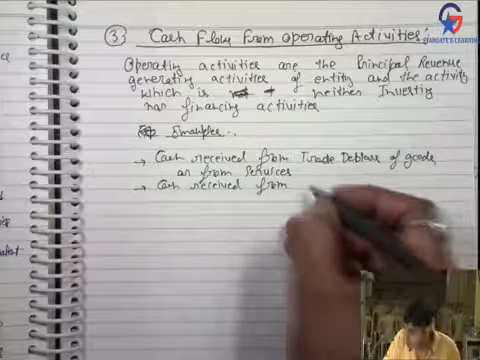 ③ Cash Flow From Operating Activities:
Operating activities are the Principal Revenue
generating activities of entity and the activity
which is neither Investing
nor financing activities
Examples..
→ Cash received from Trade Debtors of goods
or from services
→ Cash received from
STARGATE X-LEARNING